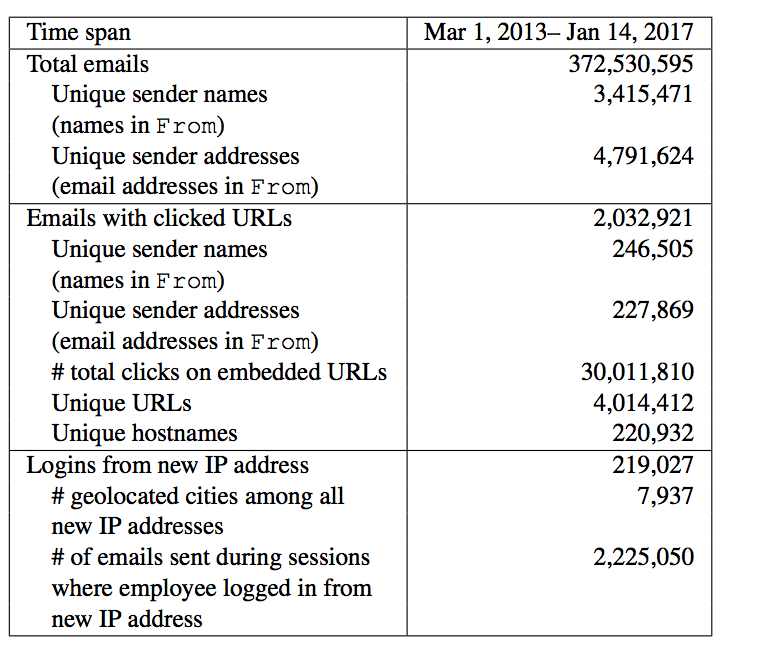 Time span Mar 1, 2013– Jan 14, 2017
Total emails 372,530,595
Unique sender names 3,415,471
(names in From)
Unique sender addresses 4,791,624
(email addresses in From)
Emails with clicked URLs 2,032,921
Unique sender names 246,505
(names in From)
Unique sender addresses 227,869
(email addresses in From)
# total clicks on embedded URLs 30,011,810
Unique URLs 4,014,412
Unique hostnames 220,932
Logins from new IP address 219,027
# geolocated cities among all 7,937
new IP addresses
# of emails sent during sessions 2,225,050
where employee logged in from
new IP address